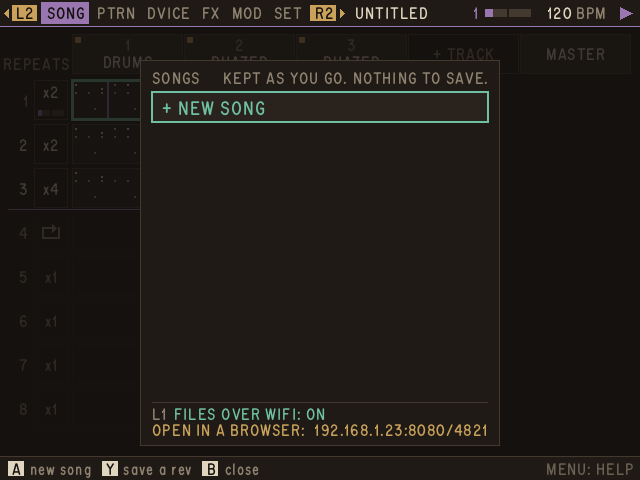 L2 SONG PTRN DVICE FX MOD SET R2 UNTITLED 1 120 BPM
1 2 3 + TRACK MASTER
REPEATS DRUMS PHAZED PHAZED
SONGS KEPT AS YOU GO. NOTHING TO SAVE.
+ NEW SONG
1 x2
2 x2
3 x4
4
5 x1
6 x1
7 x1
8 x1
L1 FILES OVER WIFI: ON
OPEN IN A BROWSER: 192.168.1.23:8080/4821
A new song Y save a rev B close MENU: HELP